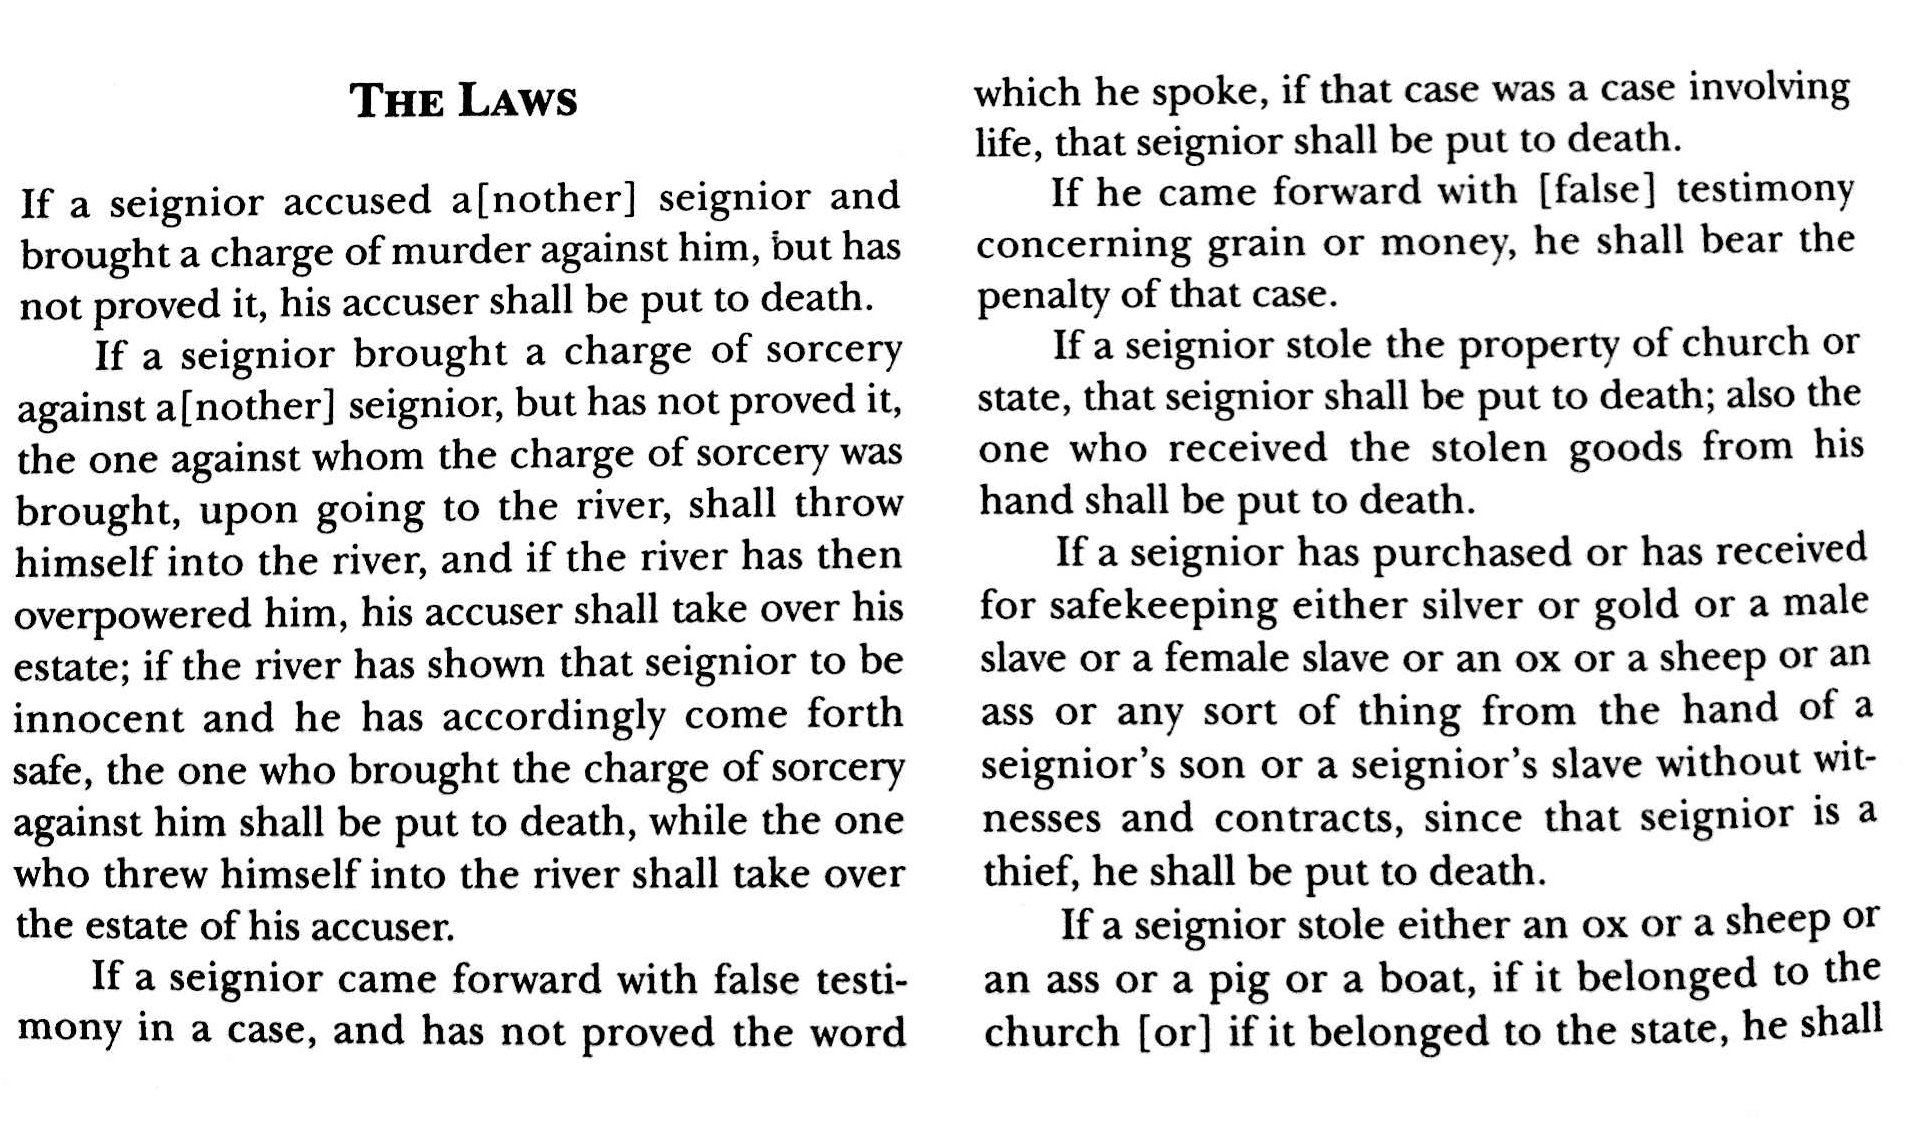 THE LAWS
If a seignior accused a[nother] seignior and
brought a charge of murder against him, but has
not proved it, his accuser shall be put to death.
If a seignior brought a charge of sorcery
against a[nother] seignior, but has not proved it,
the one against whom the charge of sorcery was
brought, upon going to the river, shall throw
himself into the river, and if the river has then
overpowered him, his accuser shall take over his
estate; if the river has shown that seignior to be
innocent and he has accordingly come forth
safe, the one who brought the charge of sorcery
against him shall be put to death, while the one
who threw himself into the river shall take over
the estate of his accuser.
If a seignior came forward with false testi-
mony in a case, and has not proved the word
which he spoke, if that case was a case involving
life, that seignior shall be put to death.
If he came forward with [false] testimony
concerning grain or money, he shall bear the
penalty of that case.
If a seignior stole the property of church or
state, that seignior shall be put to death; also the
one who received the stolen goods from his
hand shall be put to death.
If a seignior has purchased or has received
for safekeeping either silver or gold or a male
slave or a female slave or an ox or a sheep or an
ass or any sort of thing from the hand of a
seignior's son or a seignior's slave without wit-
nesses and contracts, since that seignior is a
thief, he shall be put to death.
If a seignior stole either an ox or a sheep or
an ass or a pig or a boat, if it belonged to the
church [or] if it belonged to the state, he shall